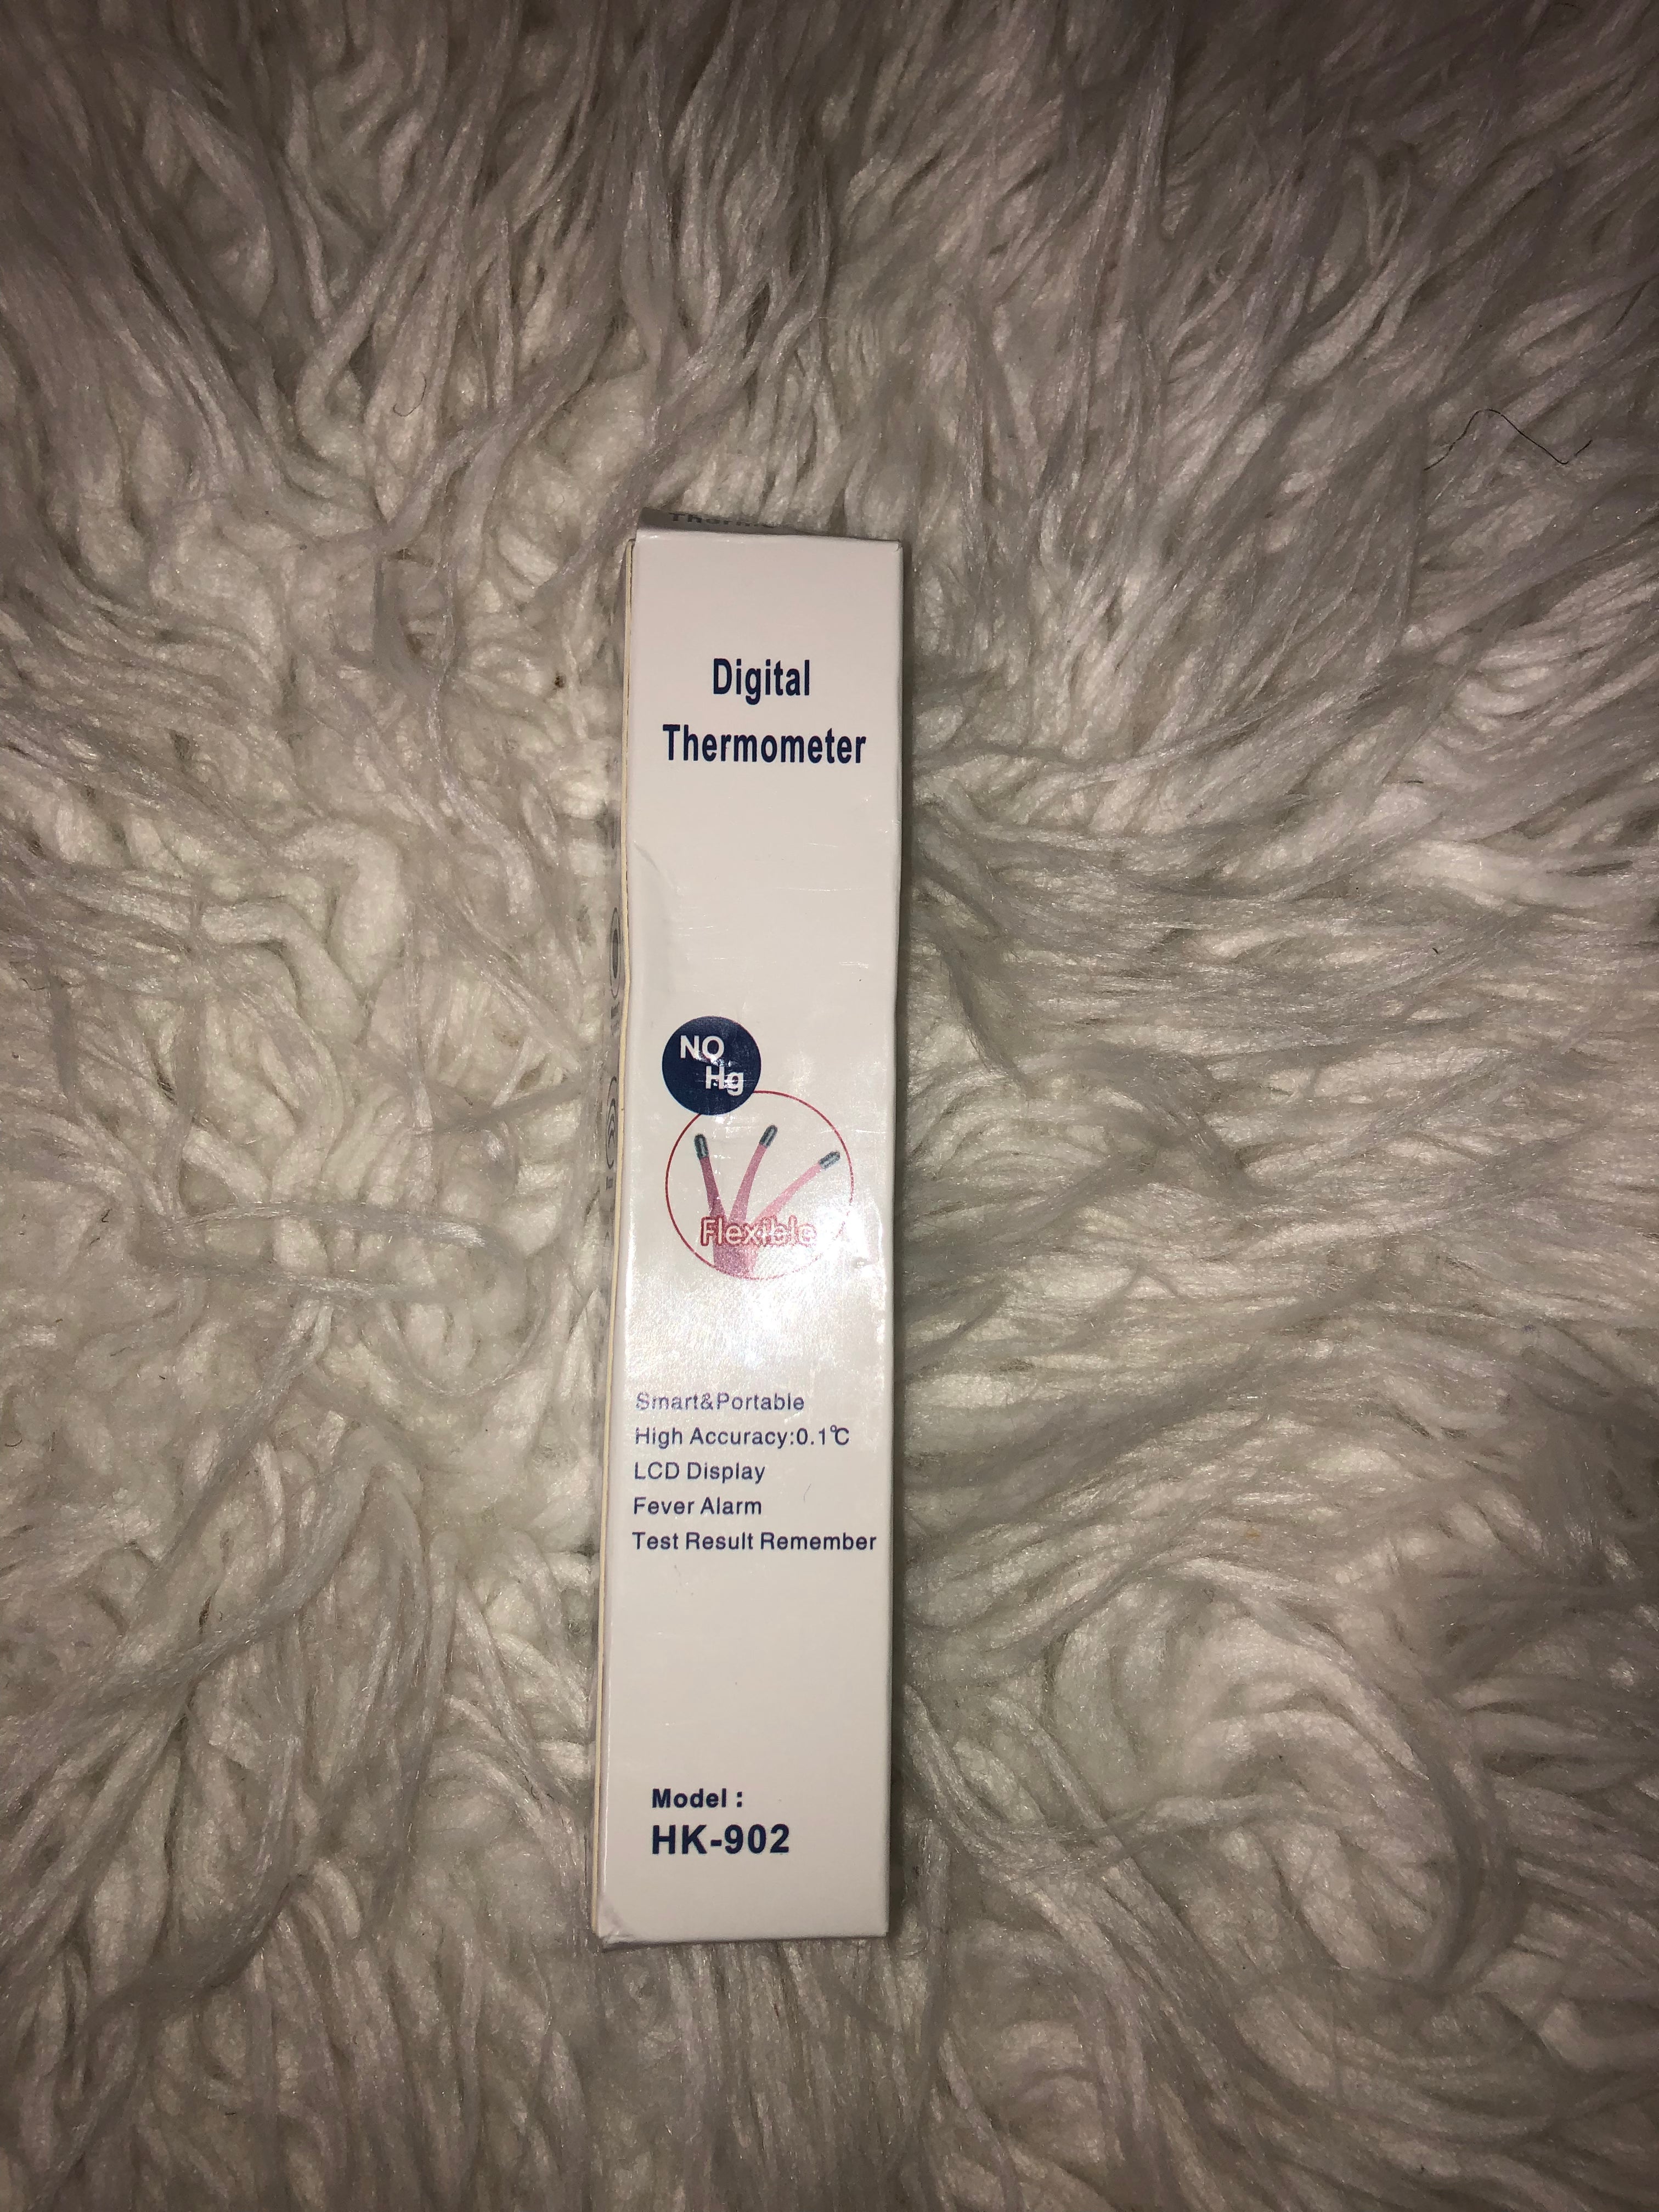 Digital
Thermometer
NO
Hg
Flexible
Smart&Portable
High Accuracy:0.1℃
LCD Display
Fever Alarm
Test Result Remember
Model :
HK-902